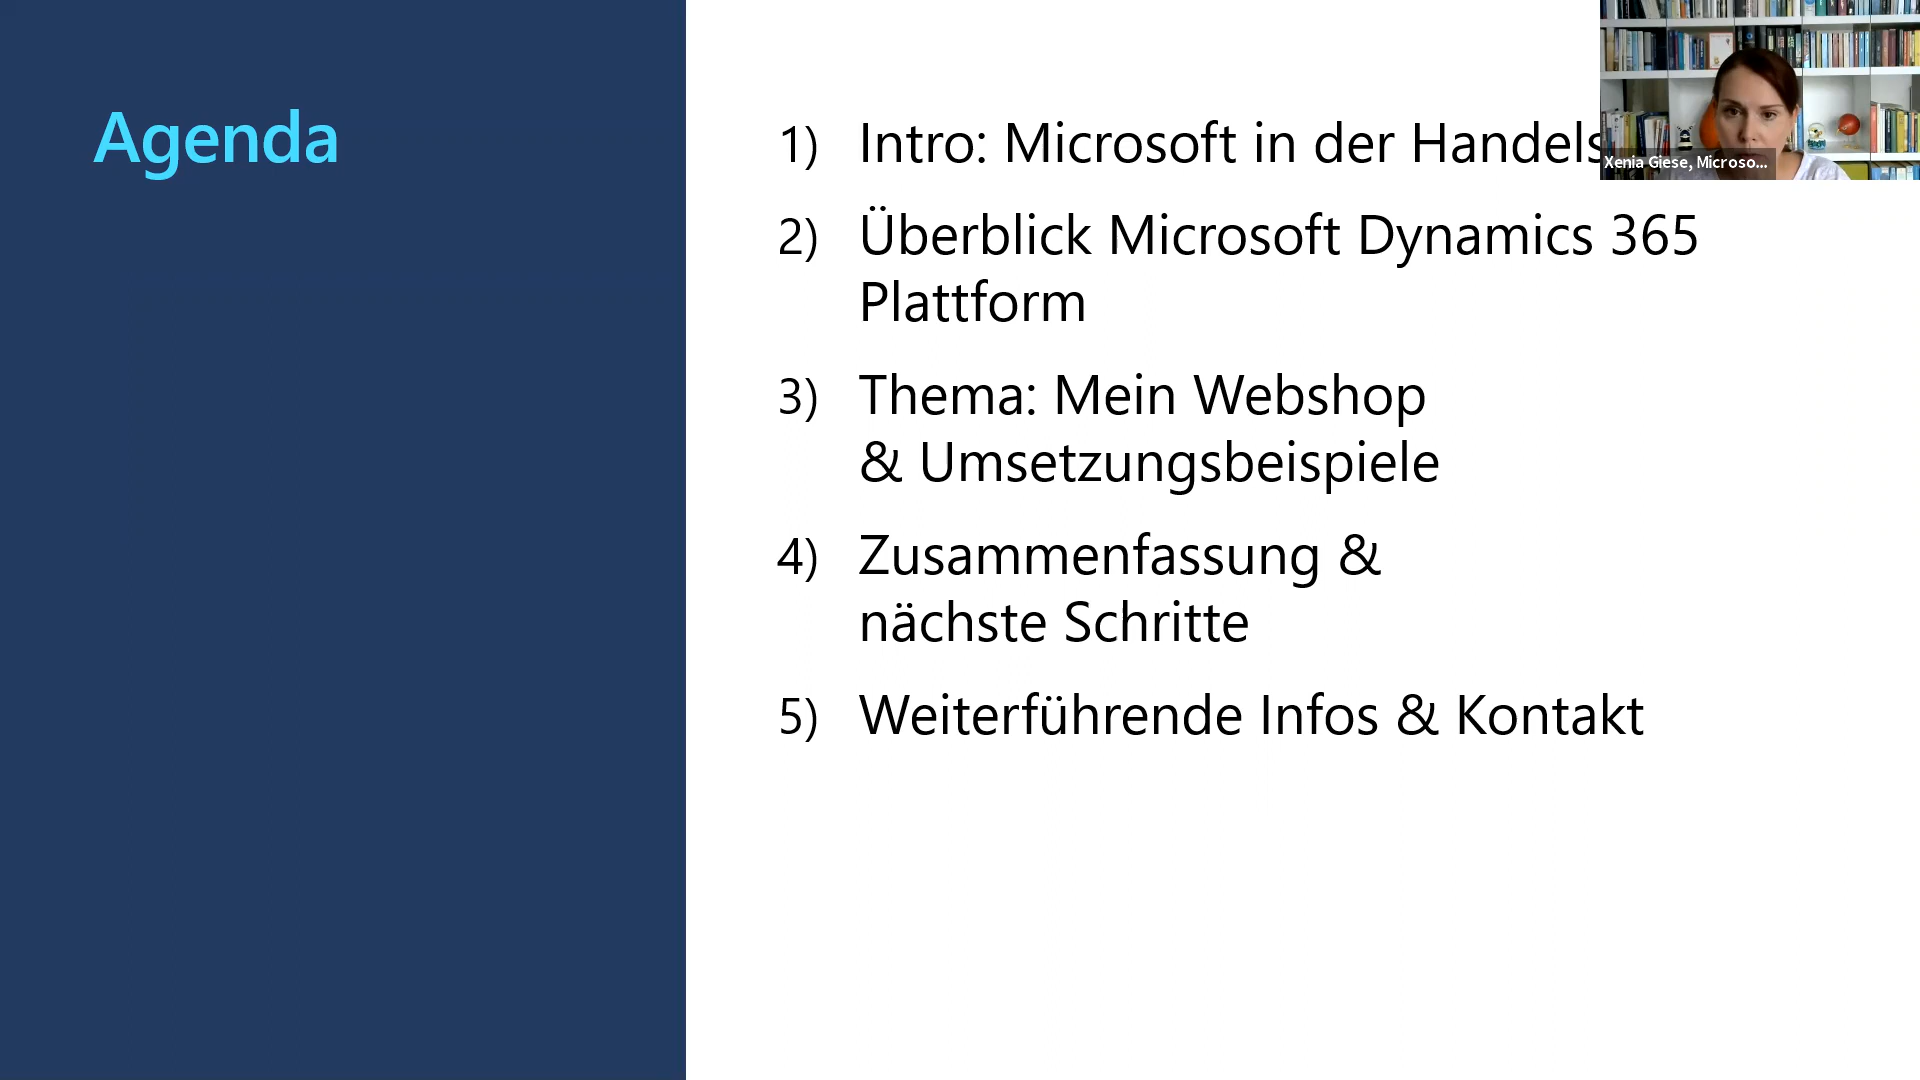 Agenda
1) Intro: Microsoft in der Handels
2) Überblick Microsoft Dynamics 365
Plattform
3) Thema: Mein Webshop
& Umsetzungsbeispiele
4) Zusammenfassung &
nächste Schritte
5) Weiterführende Infos & Kontakt
Xenia Giese, Microso...